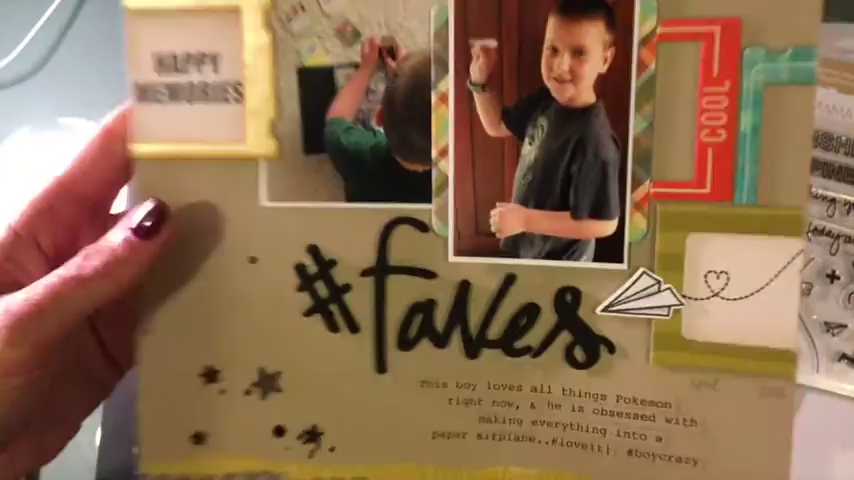 HAPPY
MEMORIES
COOL
#faves
This boy loves all things Pokemon
right now, & he is obsessed with
making everything into a
paper airplane..#loveit! #boycrazy